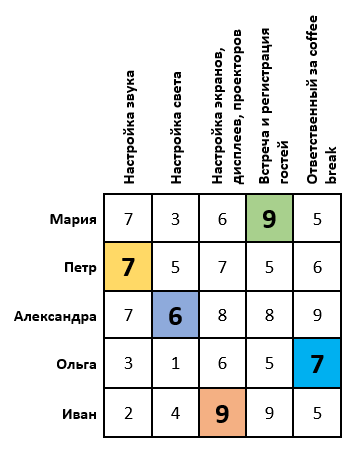 Настройка звука
Настройка света
Настройка экранов,
дисплеев, проекторов
Встреча и регистрация
гостей
Ответственный за coffee
break
Мария 7 3 6 9 5
Петр 7 5 7 5 6
Александра 7 6 8 8 9
Ольга 3 1 6 5 7
Иван 2 4 9 9 5